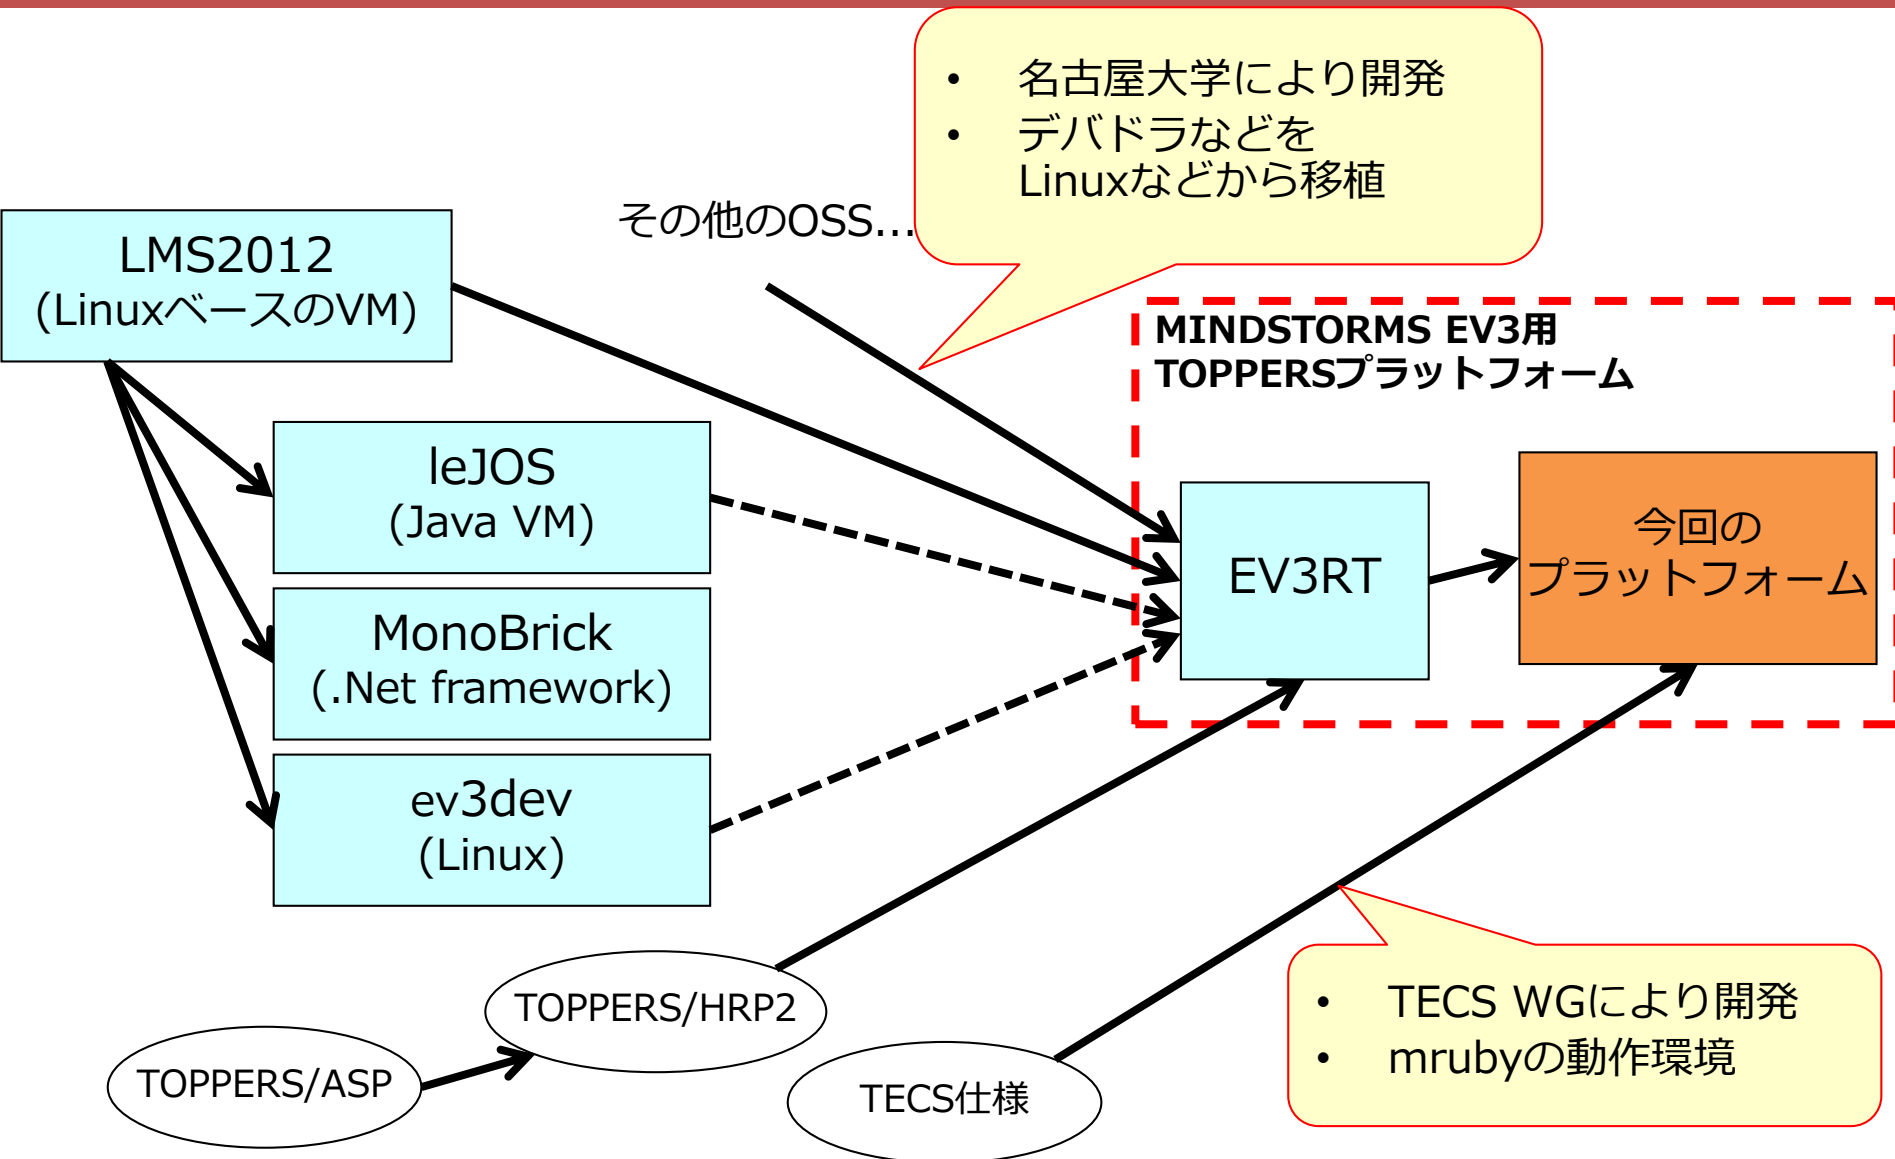 • 名古屋大学により開発
• デバドラなどを
Linuxなどから移植
その他のOSS...
LMS2012
(LinuxベースのVM)
MINDSTORMS EV3用
TOPPERSプラットフォーム
leJOS
(Java VM)
EV3RT
今回の
プラットフォーム
MonoBrick
(.Net framework)
ev3dev
(Linux)
TOPPERS/HRP2
TOPPERS/ASP
TECS仕様
• TECS WGにより開発
• mrubyの動作環境